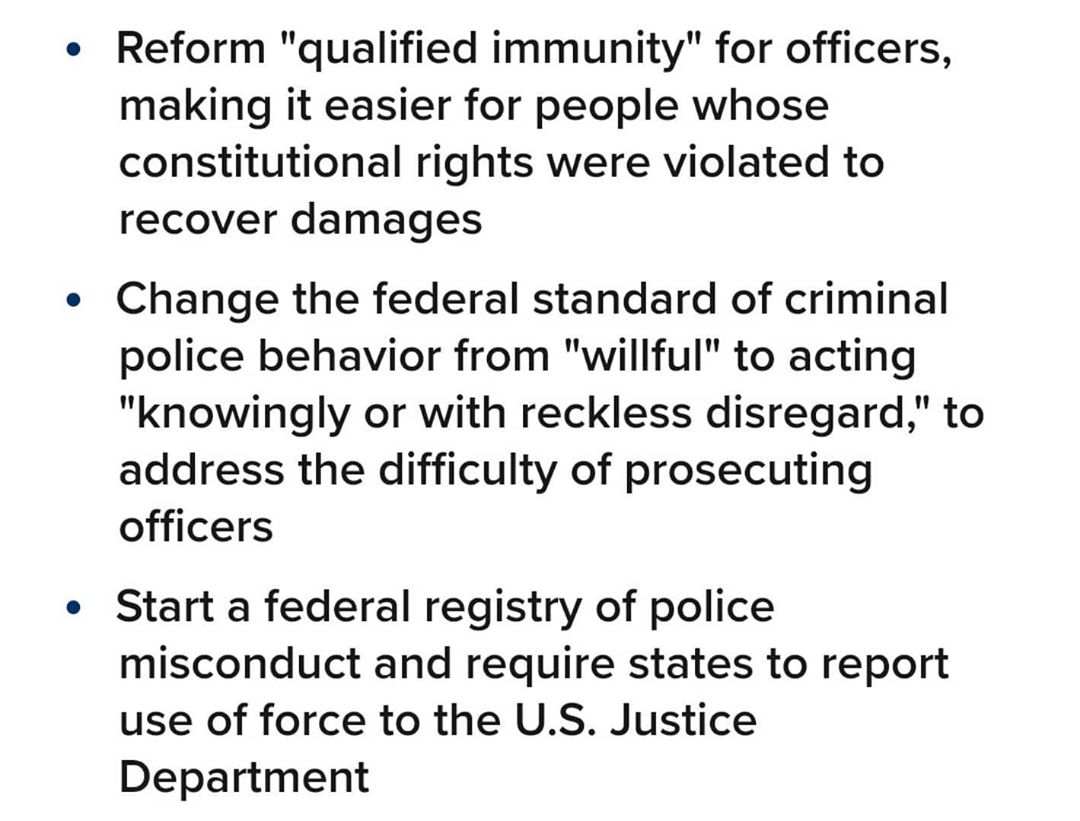 • Reform "qualified immunity" for officers,
making it easier for people whose
constitutional rights were violated to
recover damages
• Change the federal standard of criminal
police behavior from "willful" to acting
"knowingly or with reckless disregard," to
address the difficulty of prosecuting
officers
• Start a federal registry of police
misconduct and require states to report
use of force to the U.S. Justice
Department